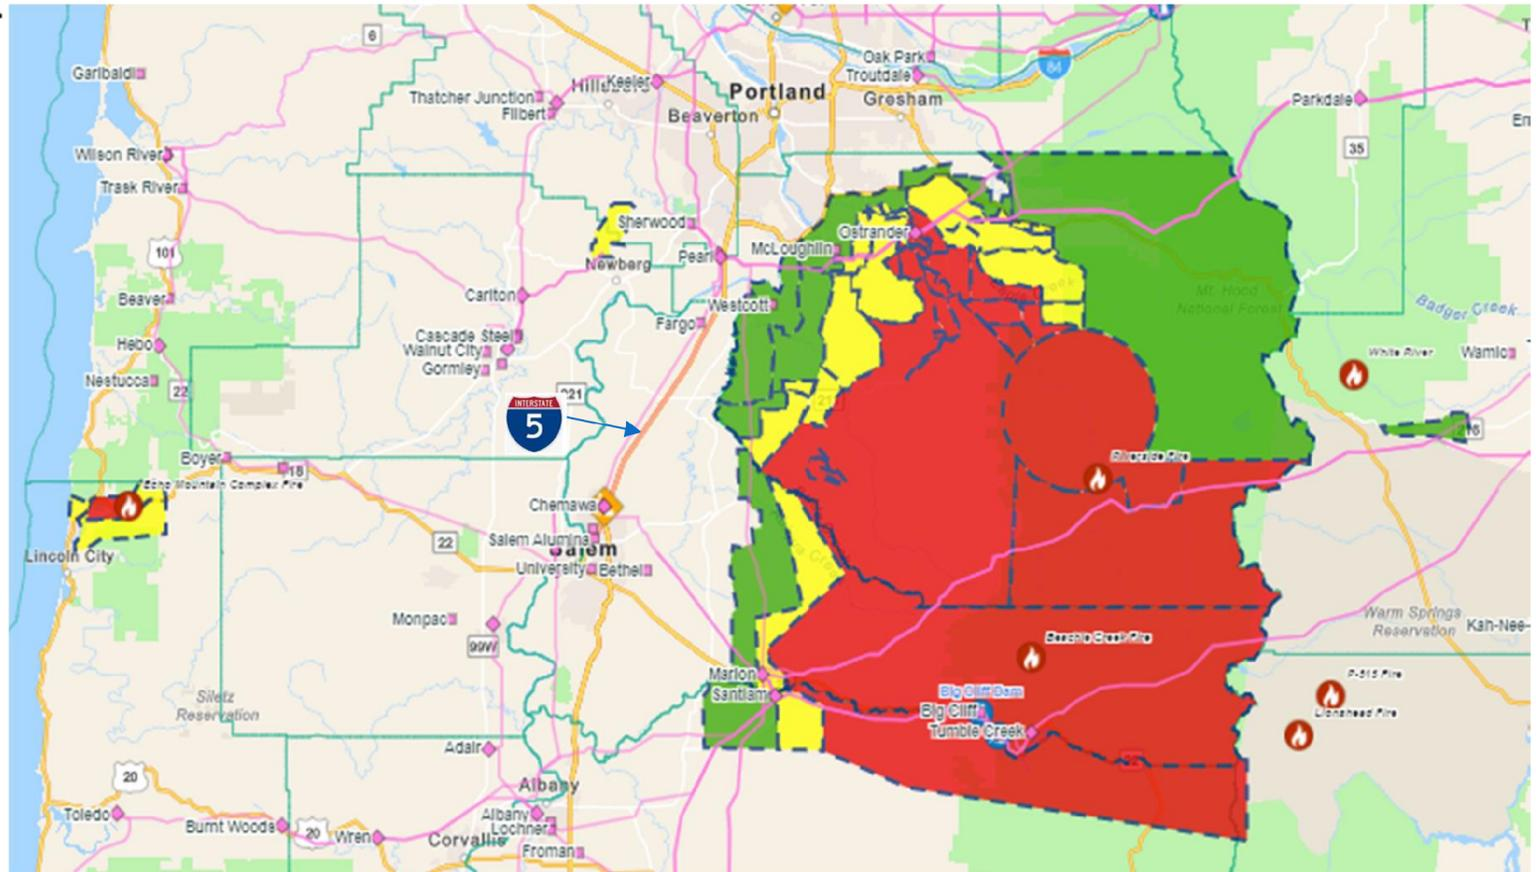 6
Garibaldi
Oak Park
84
Troutdale
Keeler
Portland
Thatcher Junction
Filbert
Gresham
Parkdale
Beaverton
35
Wilson River
Trask River
Sherwood
Ostrander
McLoughlin
101
Pearl
Newberg
Mt. Hood
National Forest
Carlton
Beaver
Westcott
Badger Creek
Fargo
Cascade Steel
Walnut City
Hebo
White River
Wamic
Gormley
Nestucca
22
INTERSTATE
5
Boyer
18
Riverside Fire
Echo Mountain Complex Fire
Chemawa
22
Salem Alumina
Salem
Lincoln City
University
Bethel
Monpac
Warm Springs
Reservation
Kah-Nee-
99W
Beachie Creek Fire
Marion
Santiam
P-515 Fire
Siletz
Reservation
Big Cliff Dam
Big Cliff
Lionshead Fire
Tumble Creek
Adair
22
20
Albany
Toledo
Albany
Burnt Woods
20
Wren
Lochner
Corvallis
Froman